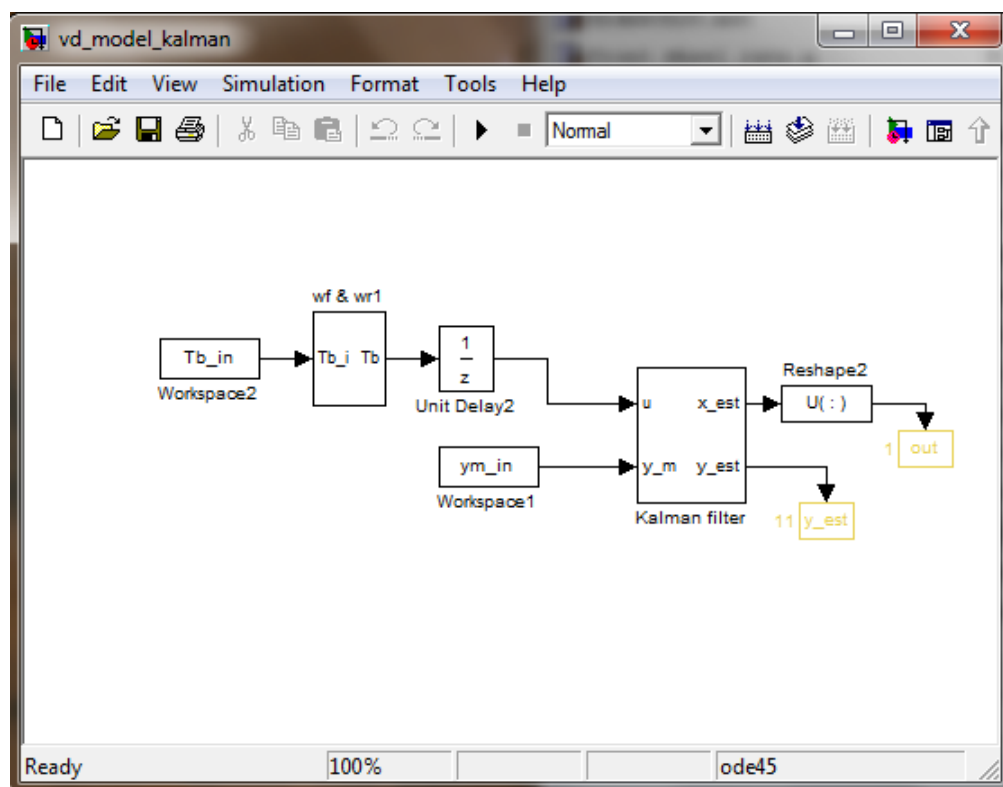 vd_model_kalman
File Edit View Simulation Format Tools Help
Normal
wf & wr1
Tb_in
Tb_i Tb
1
z
Workspace2
Unit Delay2
Reshape2
u x_est
U( : )
1 out
ym_in
y_m y_est
Workspace1
Kalman filter
11 y_est
Ready 100% ode45